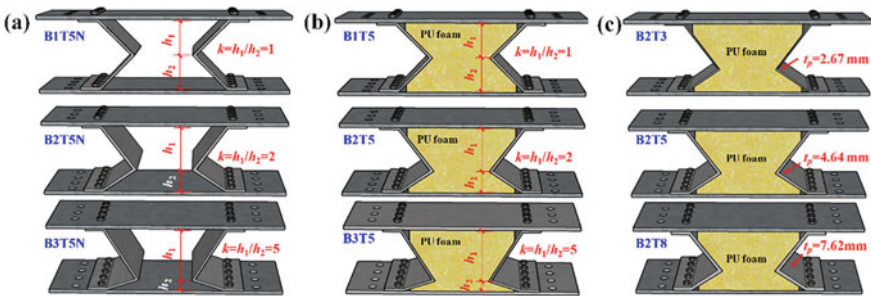 (a)
B1T5N
h₁
k=h₁/h₂=1
h₂
B2T5N
h₁
k=h₁/h₂=2
h₂
B3T5N
h₁
k=h₁/h₂=5
h₂
(b)
B1T5
PU foam
h₁
k=h₁/h₂=1
h₂
B2T5
PU foam
h₁
k=h₁/h₂=2
h₂
B3T5
PU foam
h₁
k=h₁/h₂=5
h₂
(c)
B2T3
PU foam
tₚ=2.67 mm
B2T5
PU foam
tₚ=4.64 mm
B2T8
PU foam
tₚ=7.62mm